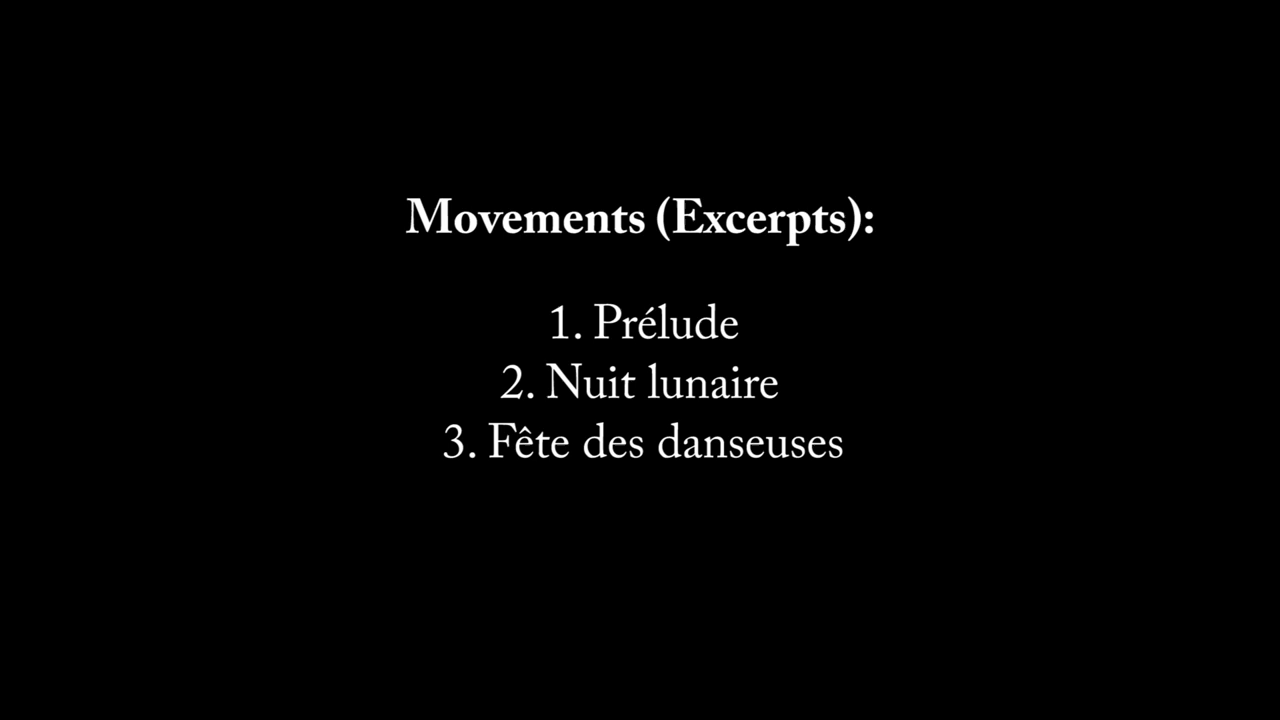 Movements (Excerpts):
1. Prélude
2. Nuit lunaire
3. Fête des danseuses